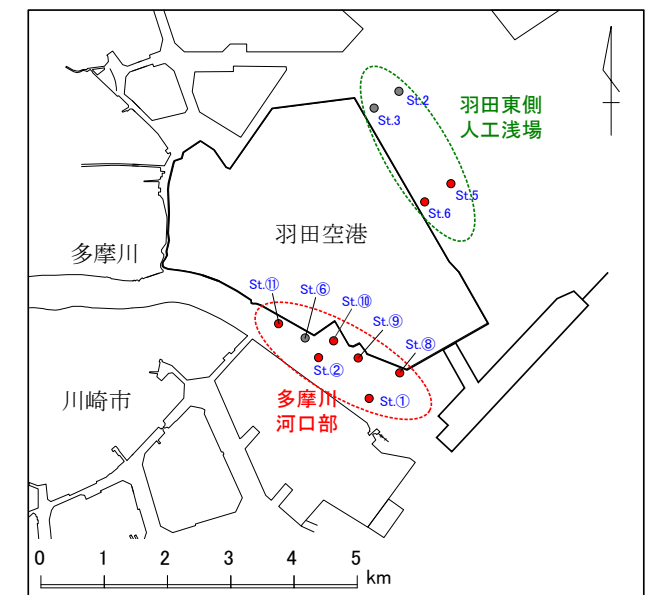 St.2
羽田東側
人工浅場
St.3
St.5
St.6
羽田空港
多摩川
St.⑪
St.⑥
St.⑩
St.⑨
St.⑧
St.②
St.①
多摩川
河口部
川崎市
0 1 2 3 4 5
km